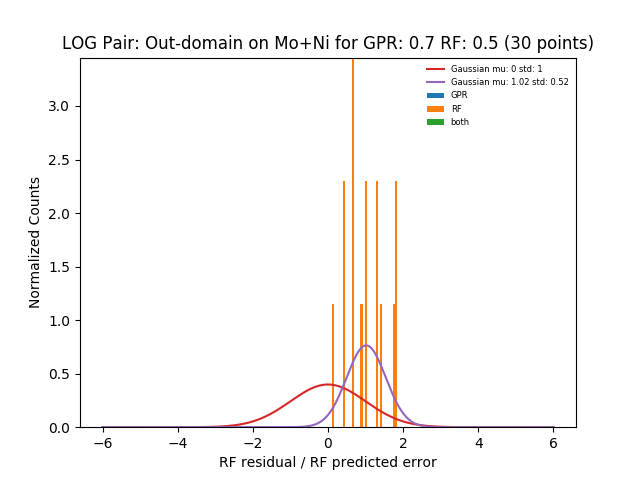 LOG Pair: Out-domain on Mo+Ni for GPR: 0.7 RF: 0.5 (30 points)
Gaussian mu: 0 std: 1
Gaussian mu: 1.02 std: 0.52
GPR
RF
both
Normalized Counts
3.0
2.5
2.0
1.5
1.0
0.5
0.0
−6 −4 −2 0 2 4 6
RF residual / RF predicted error